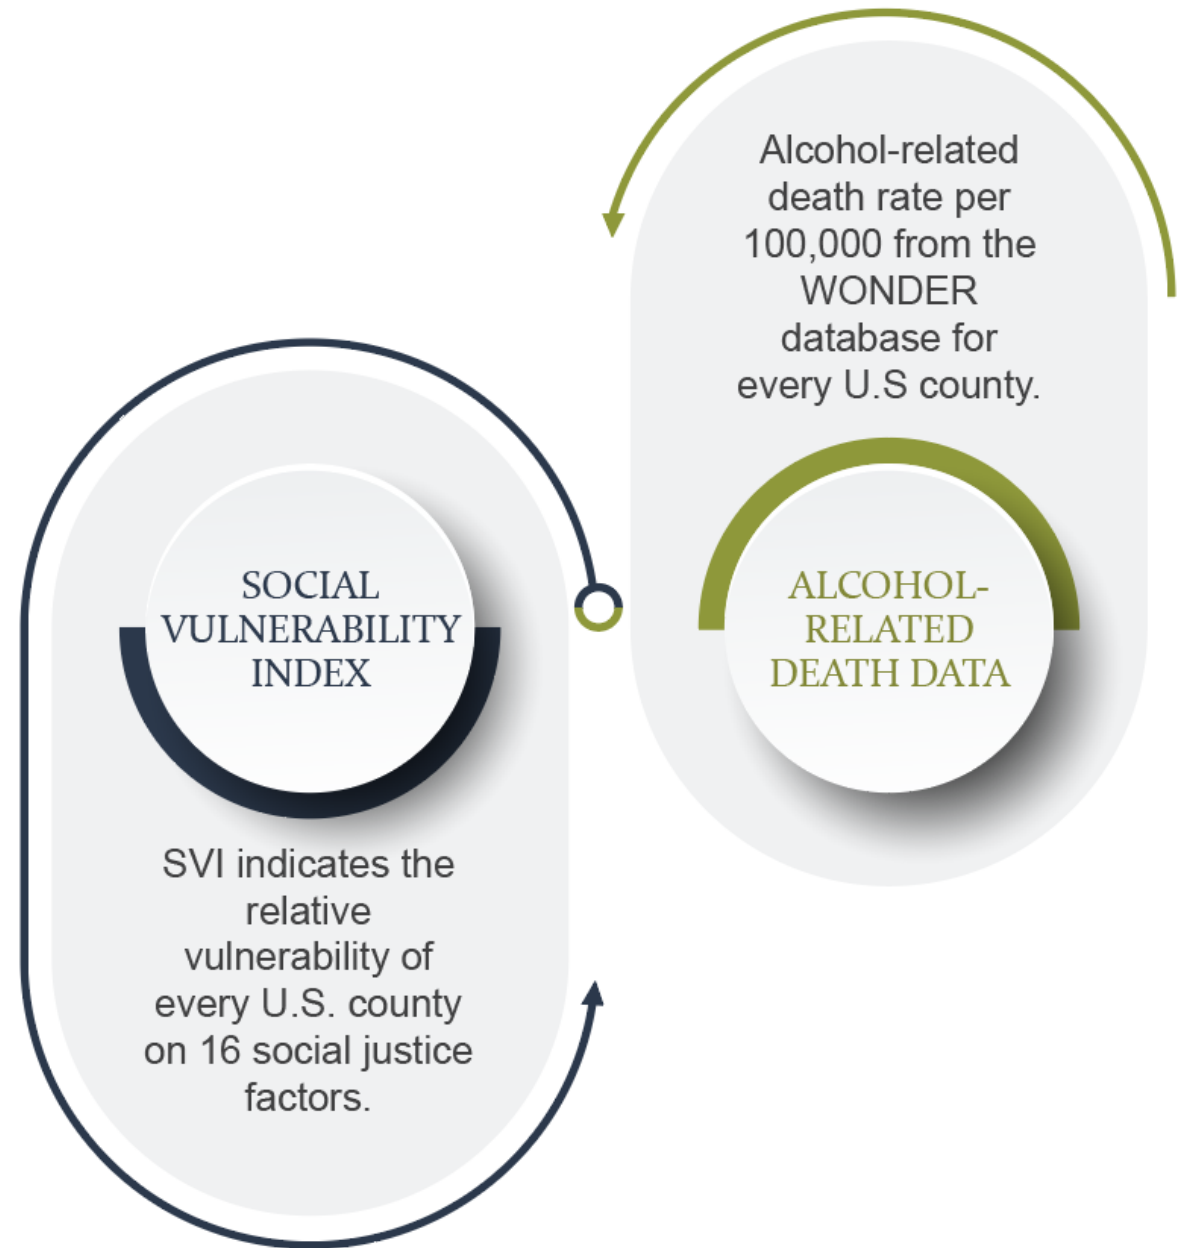 SOCIAL
VULNERABILITY
INDEX
SVI indicates the
relative
vulnerability of
every U.S. county
on 16 social justice
factors.
Alcohol-related
death rate per
100,000 from the
WONDER
database for
every U.S county.
ALCOHOL-
RELATED
DEATH DATA